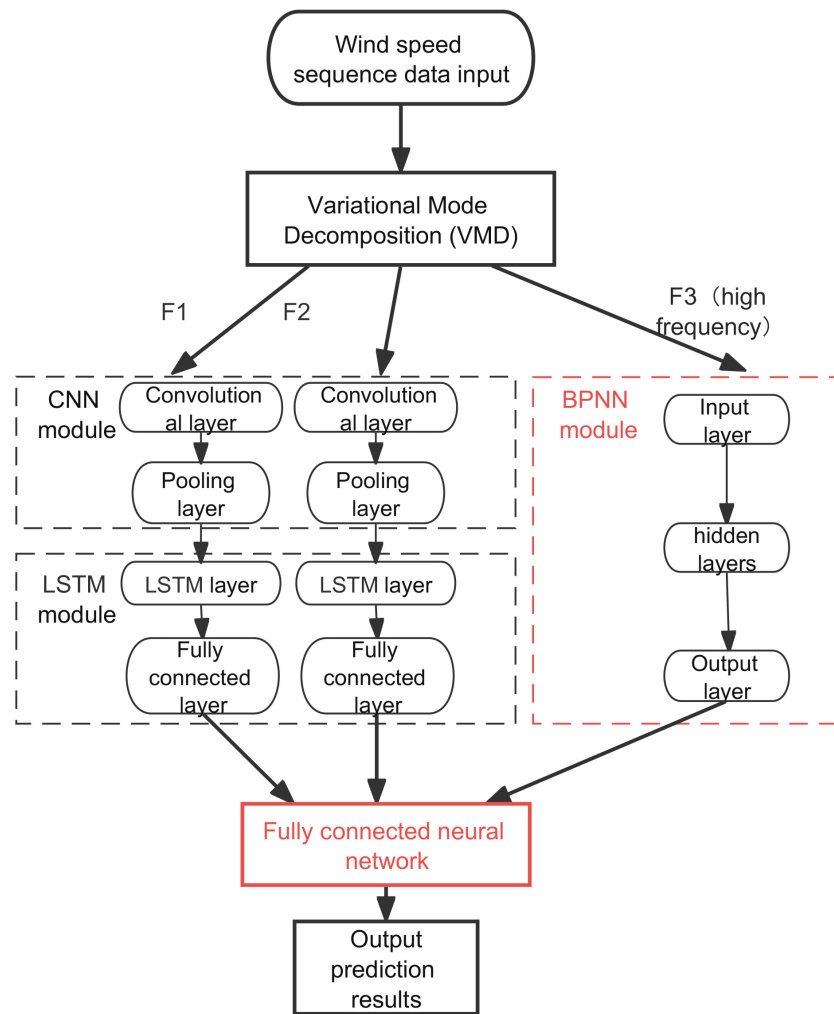 Wind speed
sequence data input
Variational Mode
Decomposition (VMD)
F1
F2
F3（high
frequency）
CNN
module
Convolution
al layer
Pooling
layer
Convolution
al layer
Pooling
layer
BPNN
module
Input
layer
hidden
layers
Output
layer
LSTM
module
LSTM layer
Fully
connected
layer
LSTM layer
Fully
connected
layer
Fully connected neural
network
Output
prediction
results